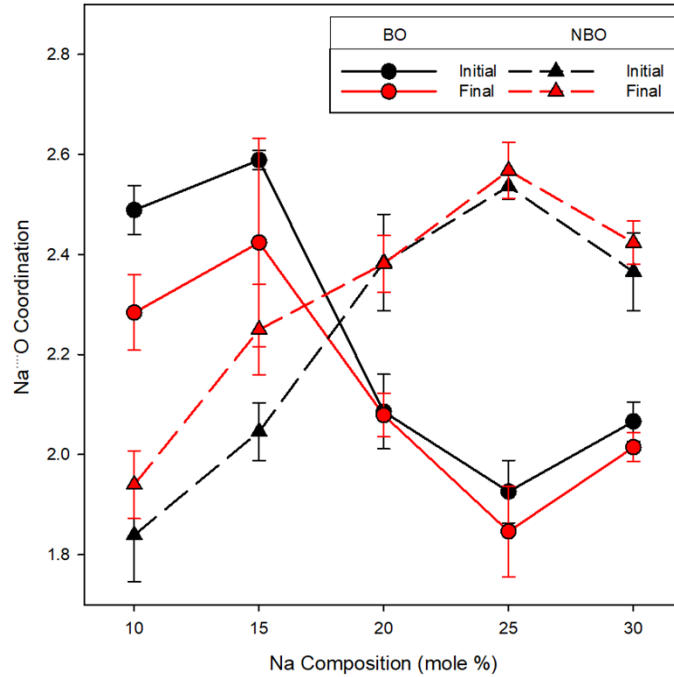 BO NBO
Initial Initial
Final Final
2.8
2.6
2.4
2.2
2.0
1.8
Na····O Coordination
10 15 20 25 30
Na Composition (mole %)